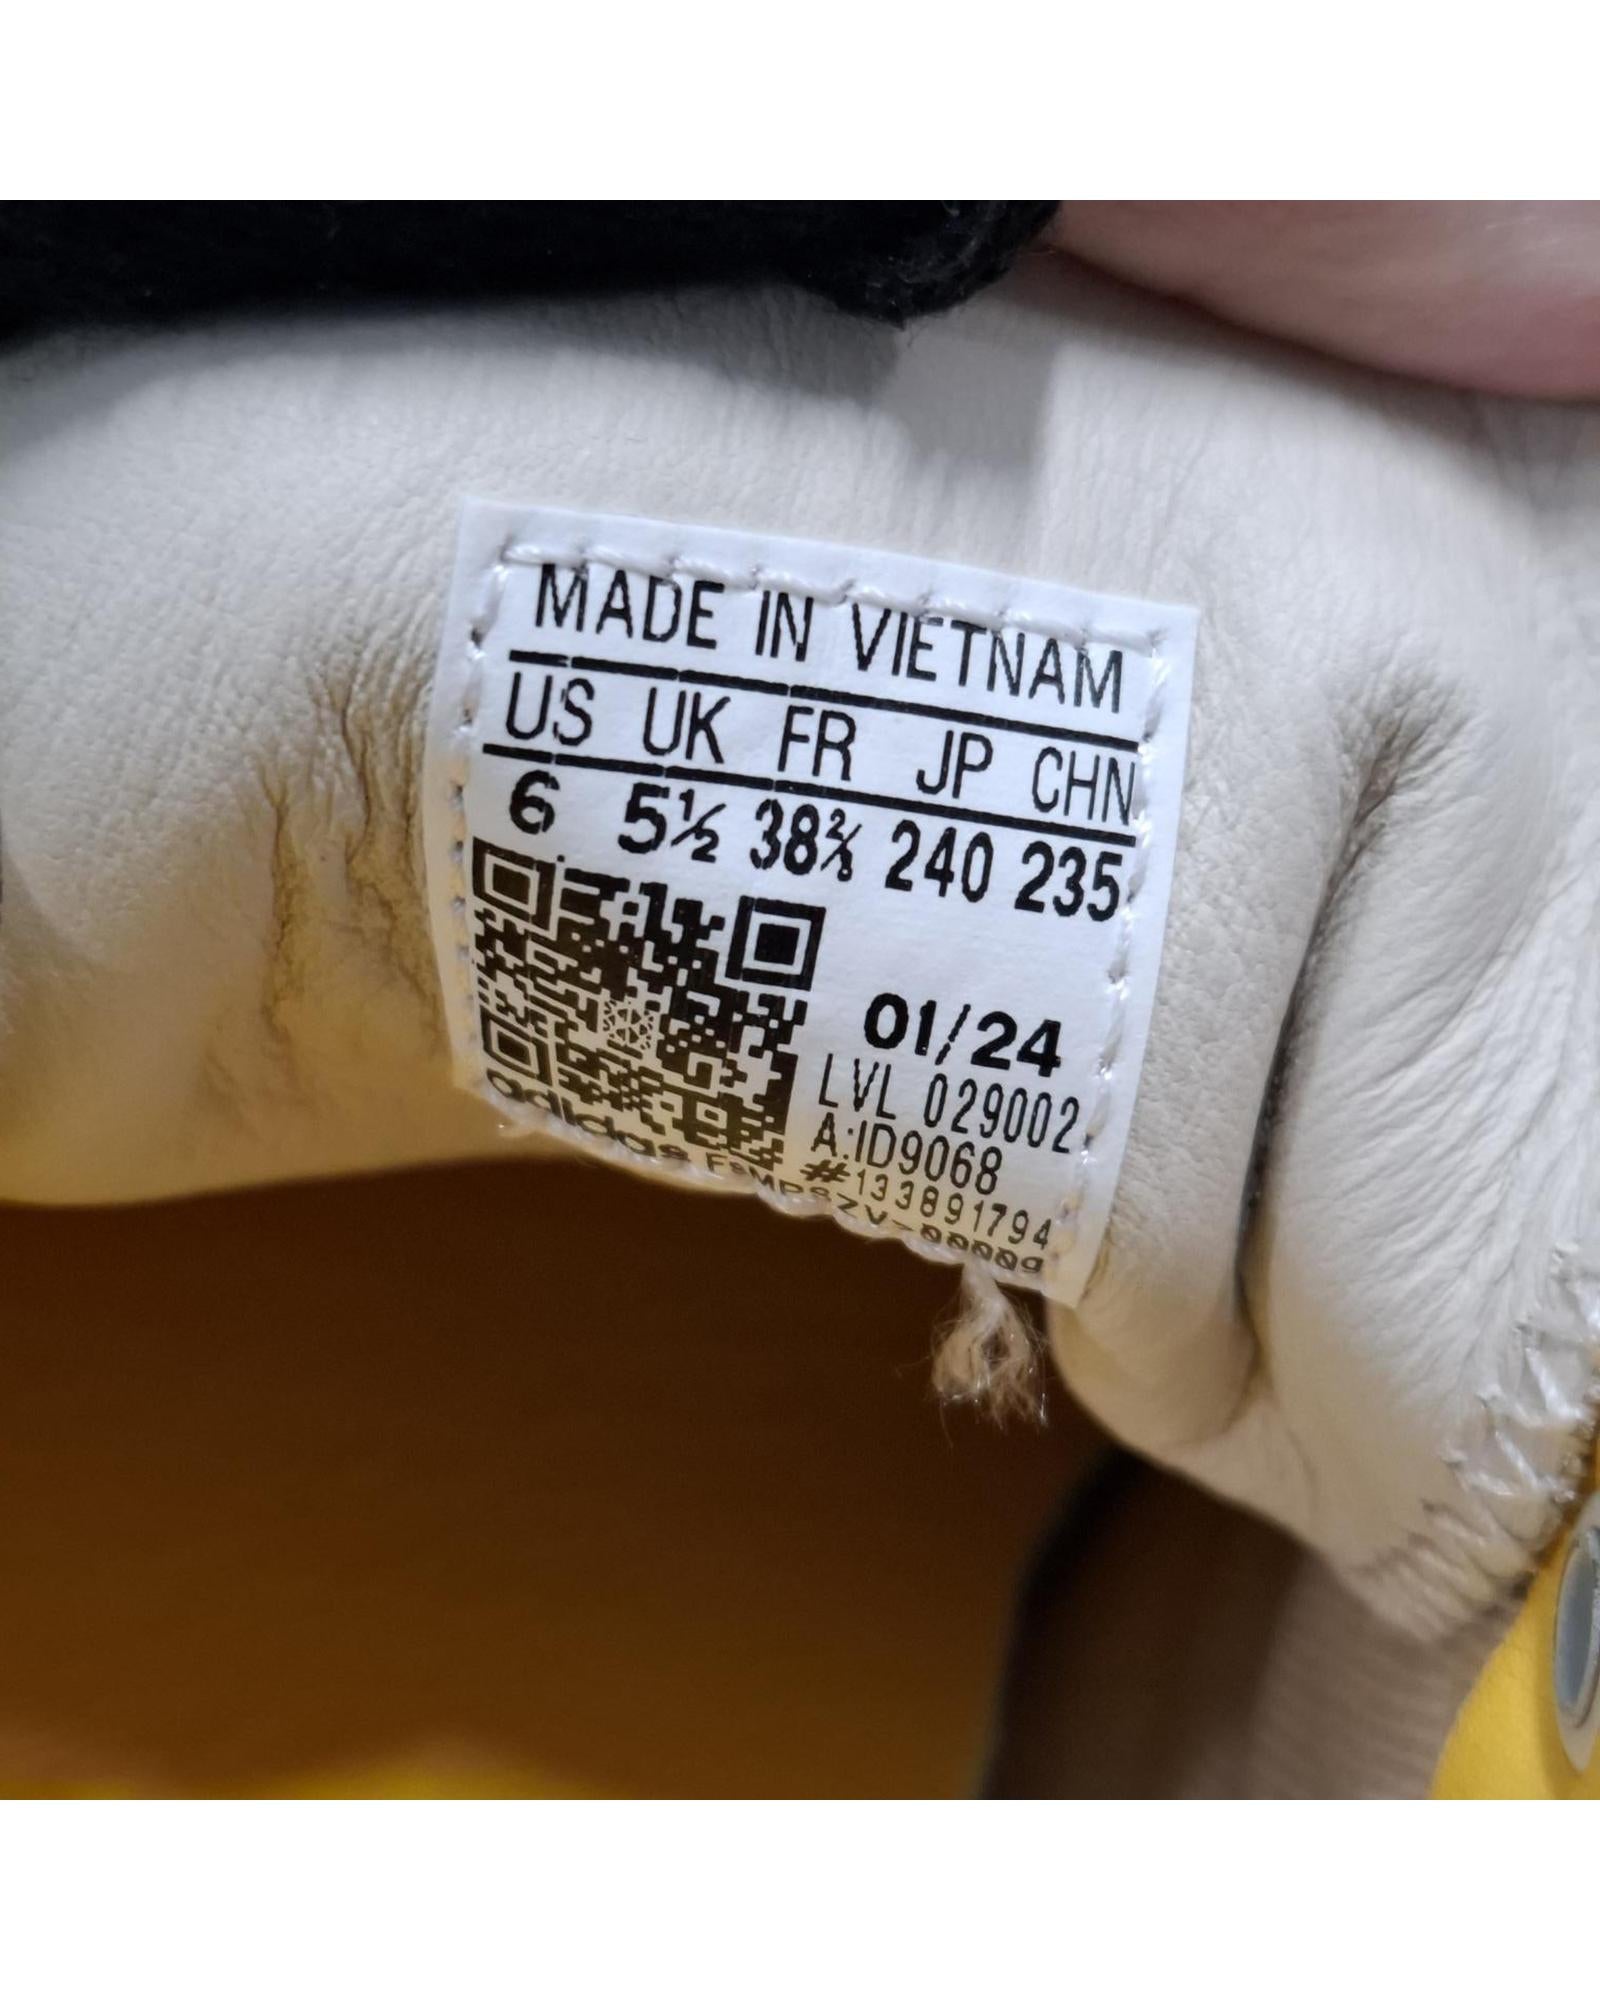 MADE IN VIETNAM
US UK FR JP CHN
6 5½ 38⅔ 240 235
01/24
LVL 029002
A:ID9068
#133891794
adidas